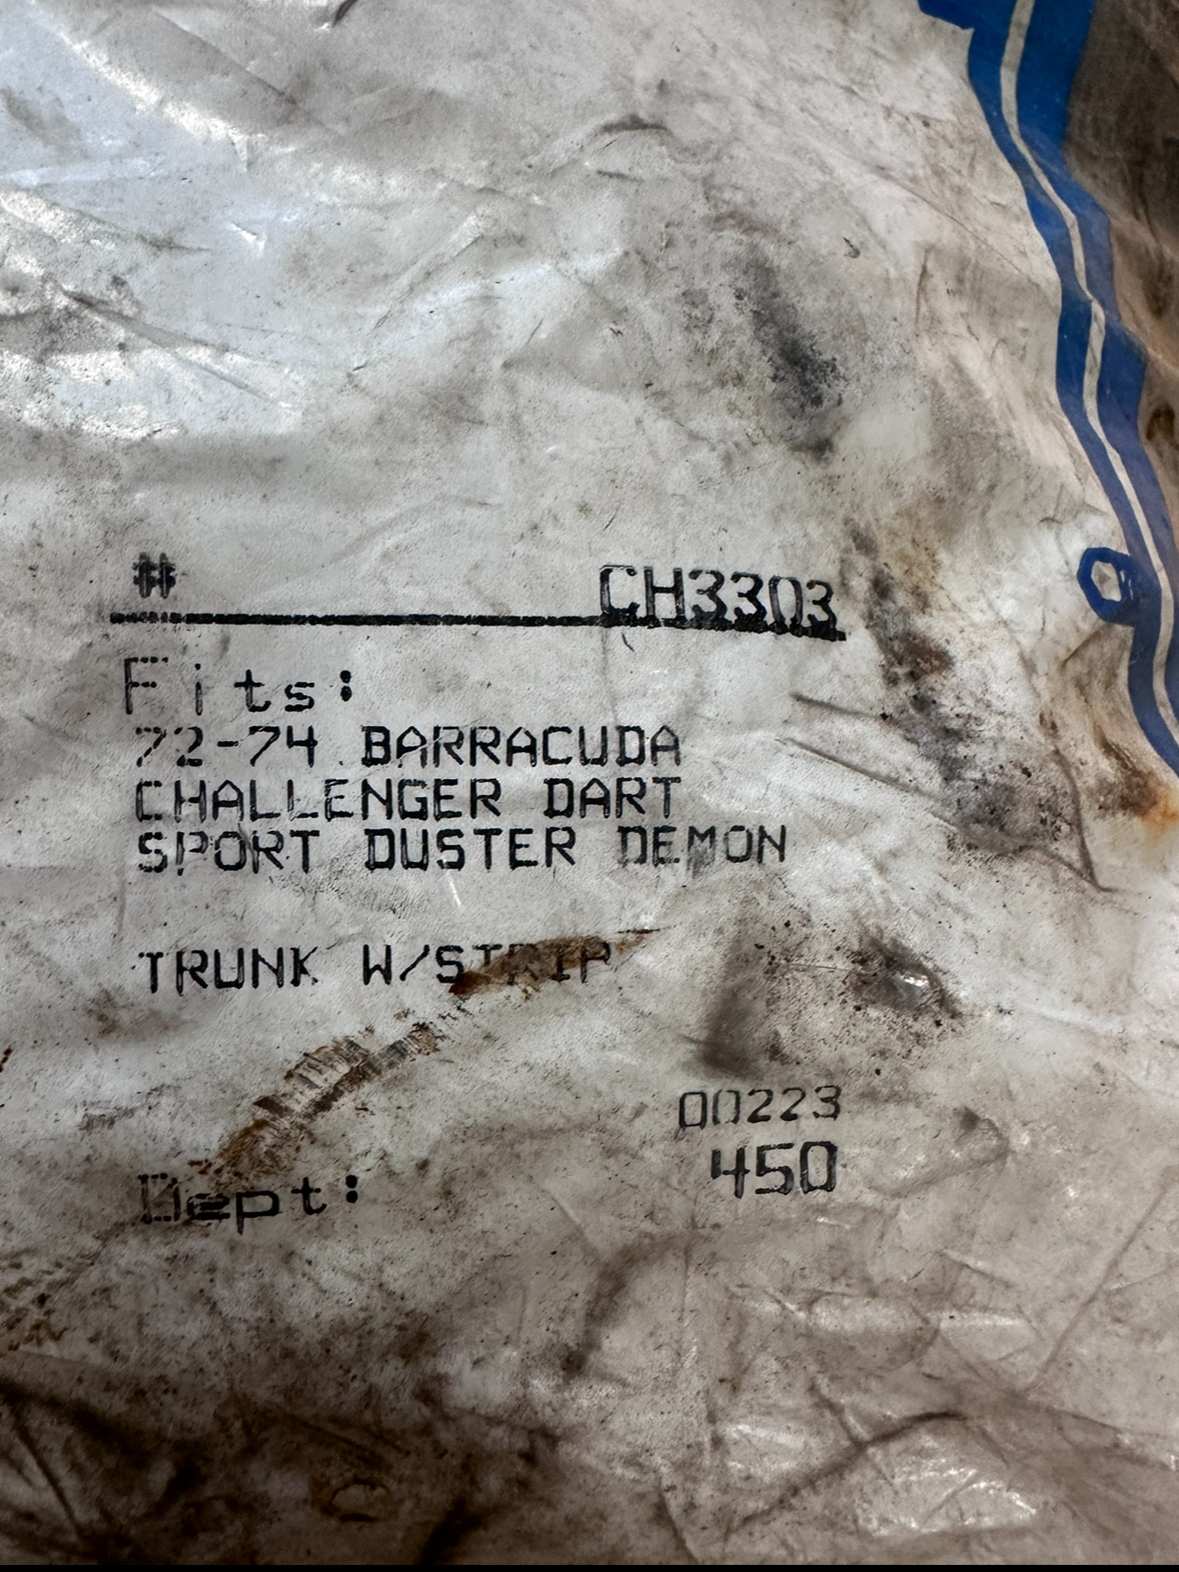 # CH3303
Fits:
72-74 BARRACUDA
CHALLENGER DART
SPORT DUSTER DEMON
TRUNK W/STRIP
00223
Dept: 450